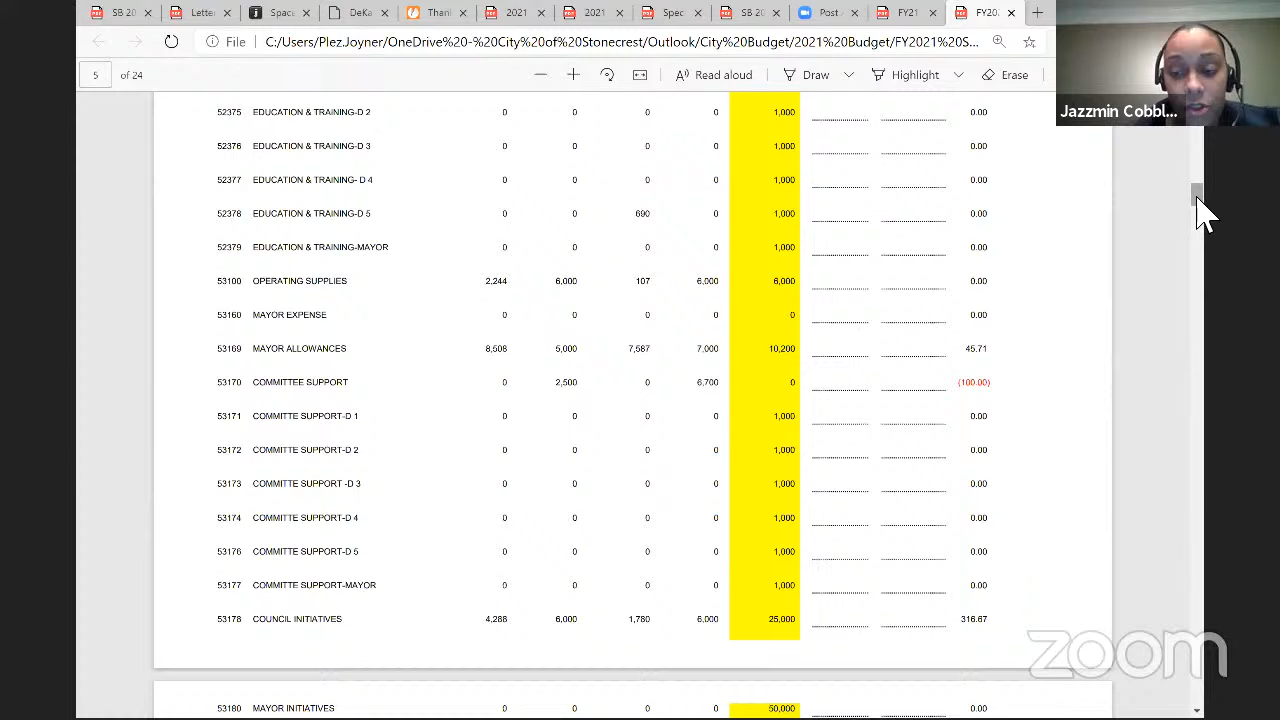 SB 20
Letter
Spac
Cas
Then
202
2021
Spec
SB 20
Post
FY21
FY20
File C:/Users/Plez.Joyner/OneDrive%20-%20City%20of%20Stonecrest/Outlook/City%20Budget/2021%20Budget/FY2021%20S...
5 of 24 Read aloud Draw Highlight Erase
Jazzmin Cobbl...
52375 EDUCATION & TRAINING-D 2 0 0 0 0 1,000 0.00
52376 EDUCATION & TRAINING-D 3 0 0 0 0 1,000 0.00
52377 EDUCATION & TRAINING- D 4 0 0 0 0 1,000 0.00
52378 EDUCATION & TRAINING-D 5 0 0 690 0 1,000 0.00
52379 EDUCATION & TRAINING-MAYOR 0 0 0 0 1,000 0.00
53100 OPERATING SUPPLIES 2,244 6,000 107 6,000 6,000 0.00
53160 MAYOR EXPENSE 0 0 0 0 0 0.00
53169 MAYOR ALLOWANCES 8,508 5,000 7,587 7,000 10,200 45.71
53170 COMMITTEE SUPPORT 0 2,500 0 6,700 0 (100.00)
53171 COMMITTE SUPPORT-D 1 0 0 0 0 1,000 0.00
53172 COMMITTE SUPPORT-D 2 0 0 0 0 1,000 0.00
53173 COMMITTE SUPPORT -D 3 0 0 0 0 1,000 0.00
53174 COMMITTE SUPPORT-D 4 0 0 0 0 1,000 0.00
53176 COMMITTE SUPPORT-D 5 0 0 0 0 1,000 0.00
53177 COMMITTE SUPPORT-MAYOR 0 0 0 0 1,000 0.00
53178 COUNCIL INITIATIVES 4,288 6,000 1,780 6,000 25,000 316.67
zoom
53180 MAYOR INITIATIVES 0 0 0 50,000 0.00